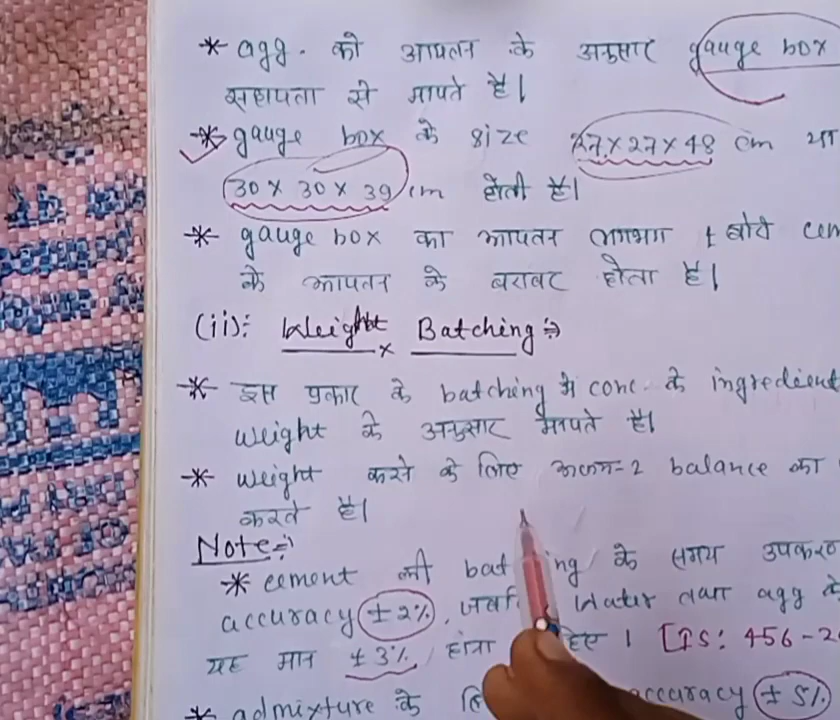 * agg. को आयतन के अनुसार gauge box
सहायता से मापते है।
* gauge box के size 27×27×48 cm या
30 × 30 × 39 cm होती है।
* gauge box का आयतन लगभग 1 बोरी cem
के आयतन के बराबर होता है।
(ii): Weight Batching:→
* इस प्रकार के batching में conc. के ingredient
weight के अनुसार मापते है।
* weight करने के लिए अलग-2 balance का
करते है।
Note:→
* cement की bat ing के समय उपकरण
accuracy ±2%, जबकि Water तथा agg के
यह मान ±3% होना हिए । [IS: 456-2
* admixture के लि accuracy ±5%